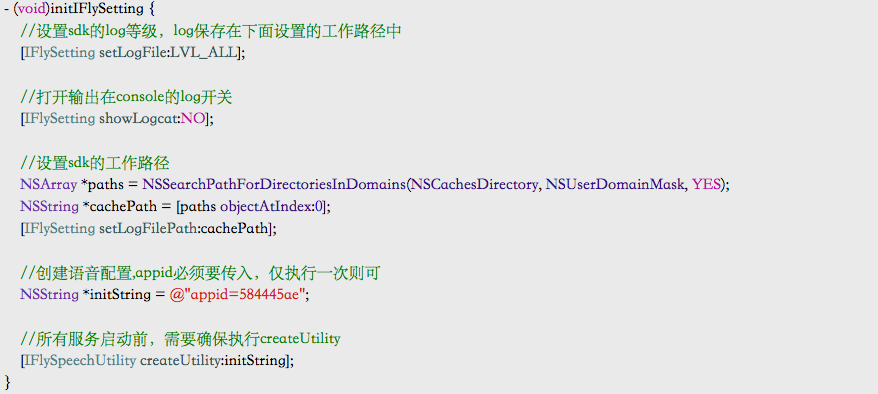 - (void)initIFlySetting {
//设置sdk的log等级，log保存在下面设置的工作路径中
[IFlySetting setLogFile:LVL_ALL];
//打开输出在console的log开关
[IFlySetting showLogcat:NO];
//设置sdk的工作路径
NSArray *paths = NSSearchPathForDirectoriesInDomains(NSCachesDirectory, NSUserDomainMask, YES);
NSString *cachePath = [paths objectAtIndex:0];
[IFlySetting setLogFilePath:cachePath];
//创建语音配置,appid必须要传入，仅执行一次则可
NSString *initString = @"appid=584445ae";
//所有服务启动前，需要确保执行createUtility
[IFlySpeechUtility createUtility:initString];
}